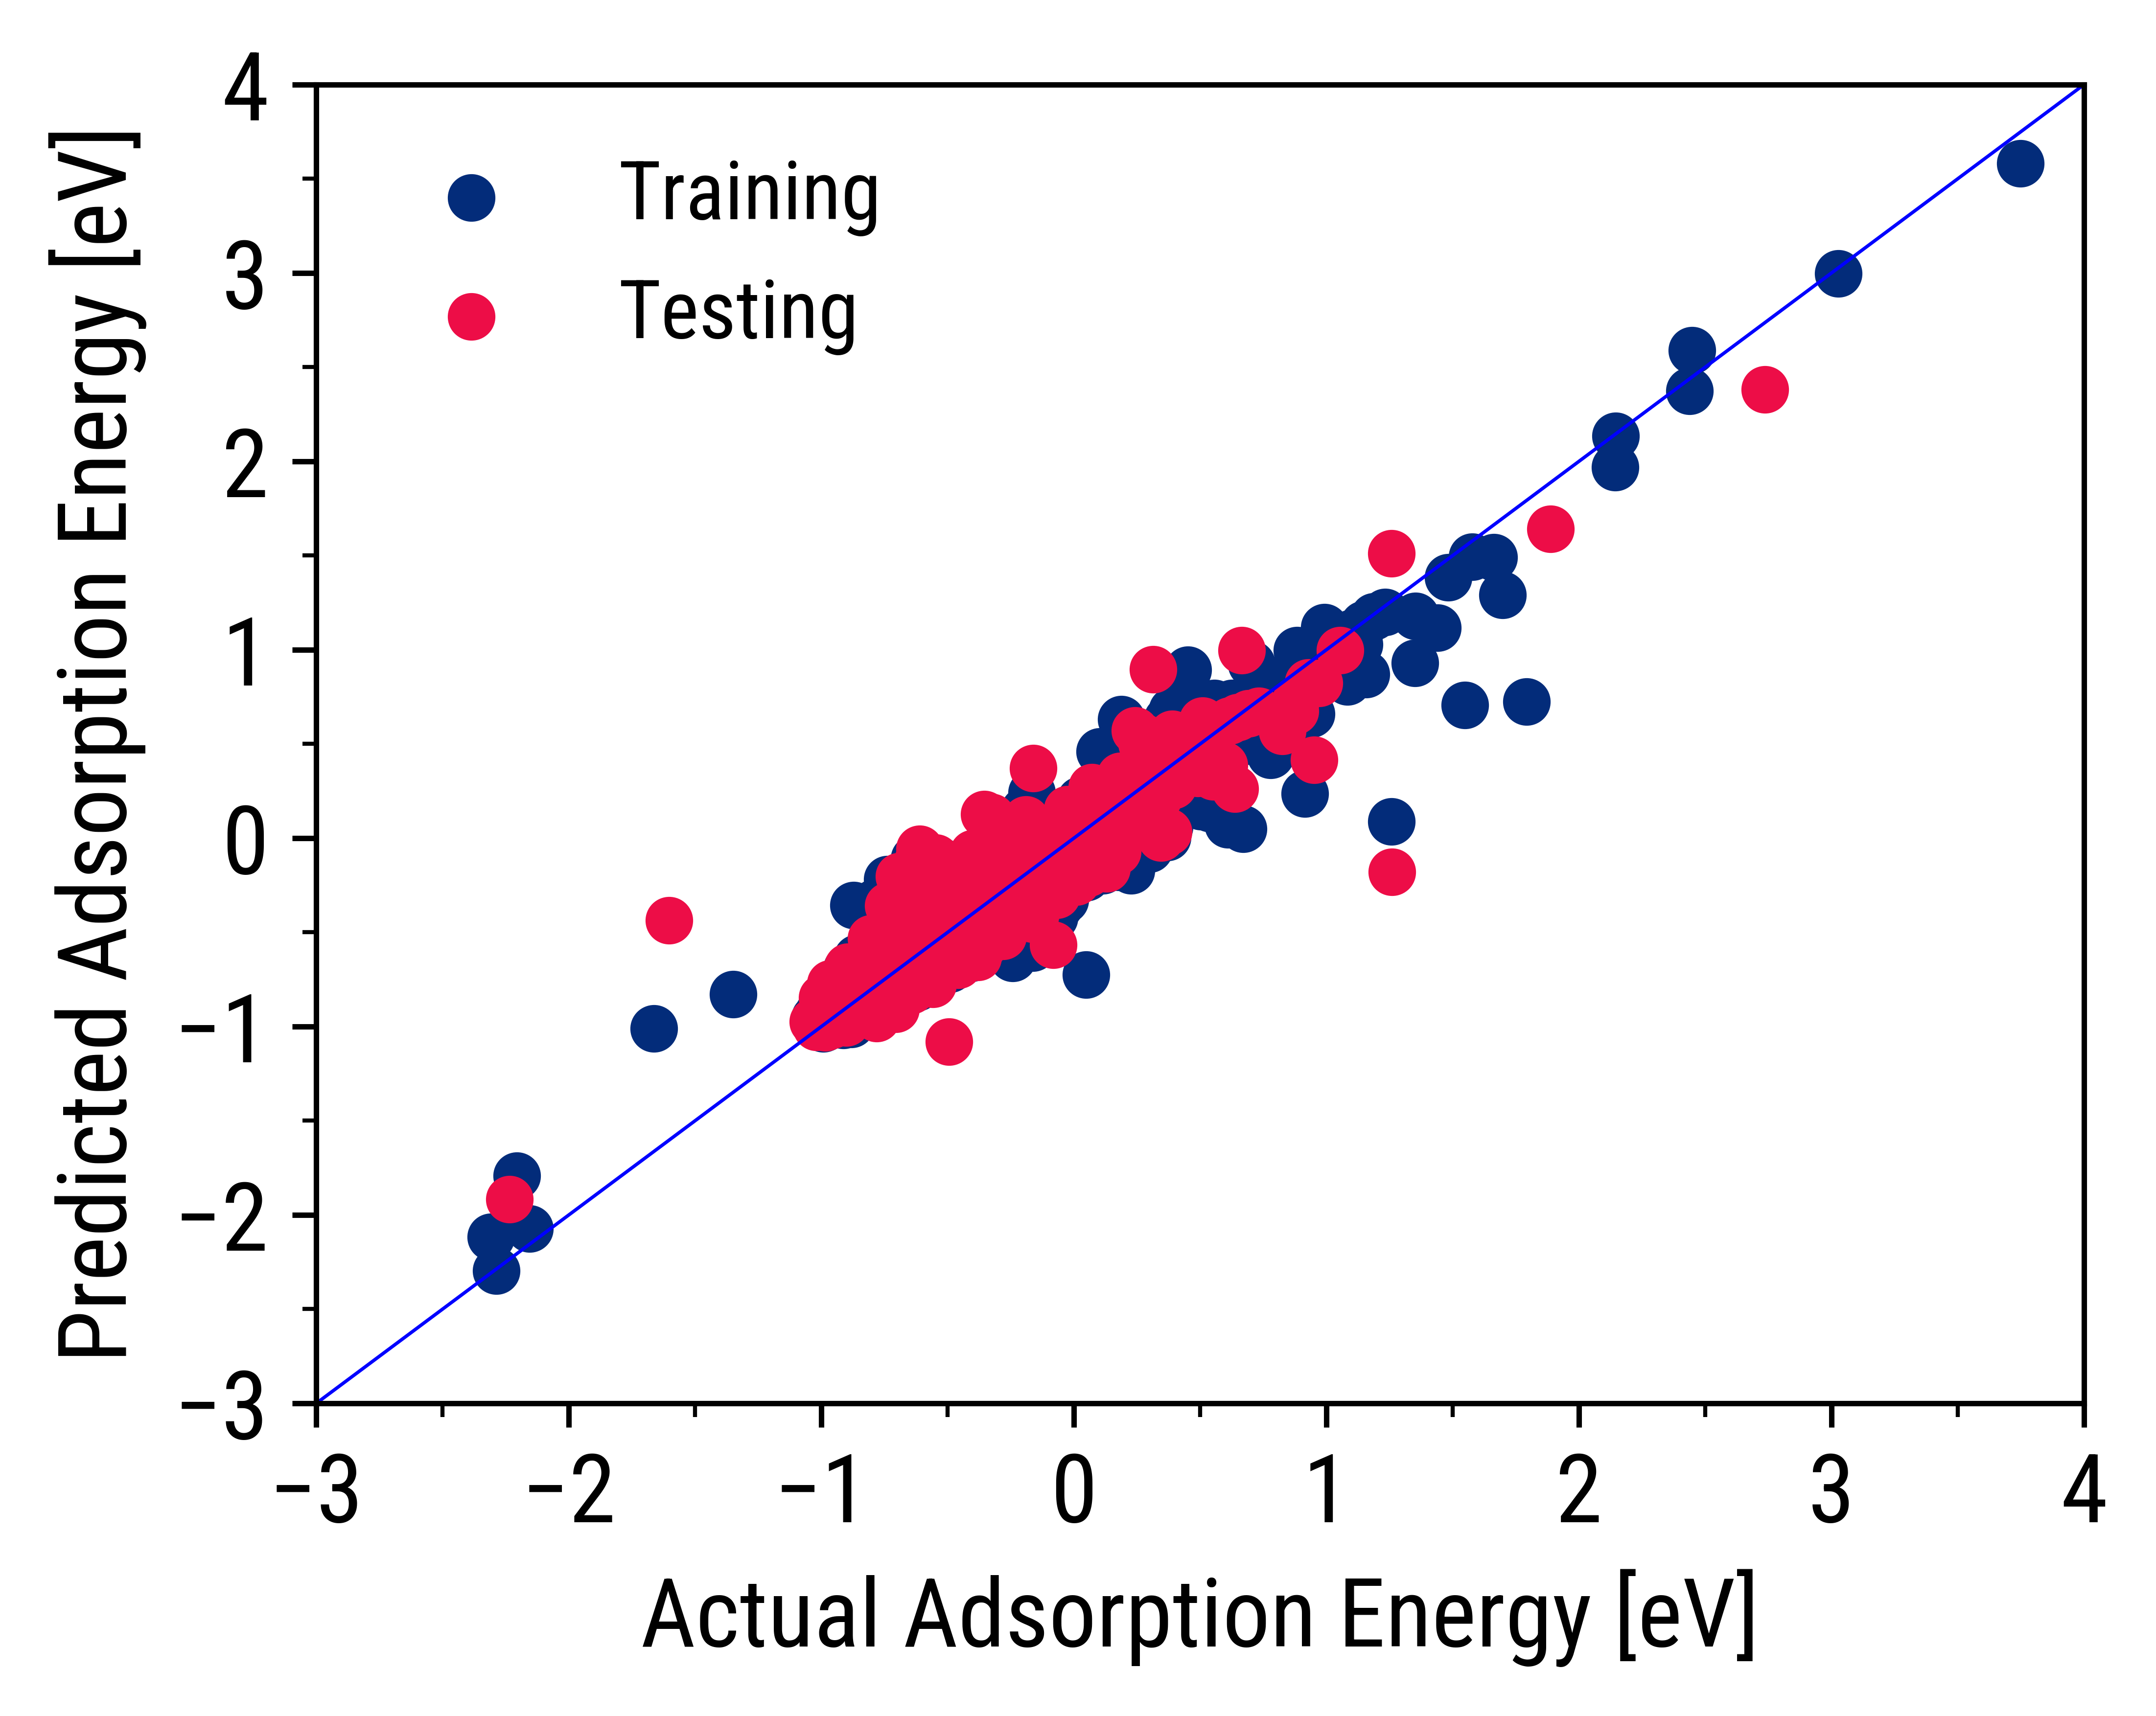 Predicted Adsorption Energy [eV]
4
3
2
1
0
−1
−2
−3
Training
Testing
−3 −2 −1 0 1 2 3 4
Actual Adsorption Energy [eV]